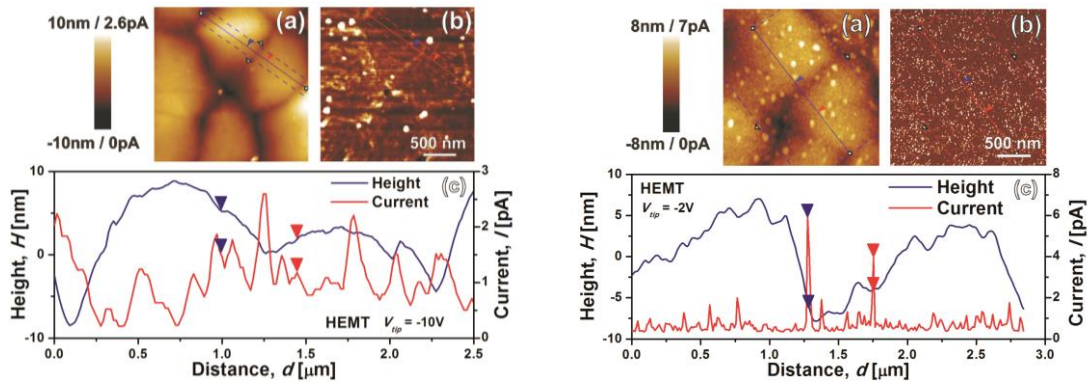 10nm / 2.6pA
-10nm / 0pA
(a)
(b)
500 nm
Height, H [nm]
10
5
0
-5
-10
Height
Current
(c)
HEMT V_tip = -10V
3
2
1
0
Current, I [pA]
0.0 0.5 1.0 1.5 2.0 2.5
Distance, d [μm]
8nm / 7pA
-8nm / 0pA
(a)
(b)
500 nm
Height, H [nm]
10
5
0
-5
-10
HEMT
V_tip = -2V
Height
Current
(c)
8
6
4
2
0
Current, I [pA]
0.0 0.5 1.0 1.5 2.0 2.5 3.0
Distance, d [μm]